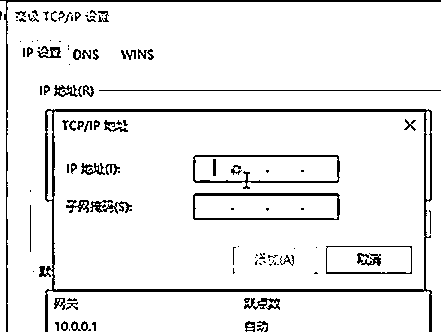 高级 TCP/IP 设置
IP 设置 DNS WINS
IP 地址(R)
TCP/IP 地址
IP 地址(I):
子网掩码(S):
添加(A) 取消
默
网关 跃点数
10.0.0.1 自动